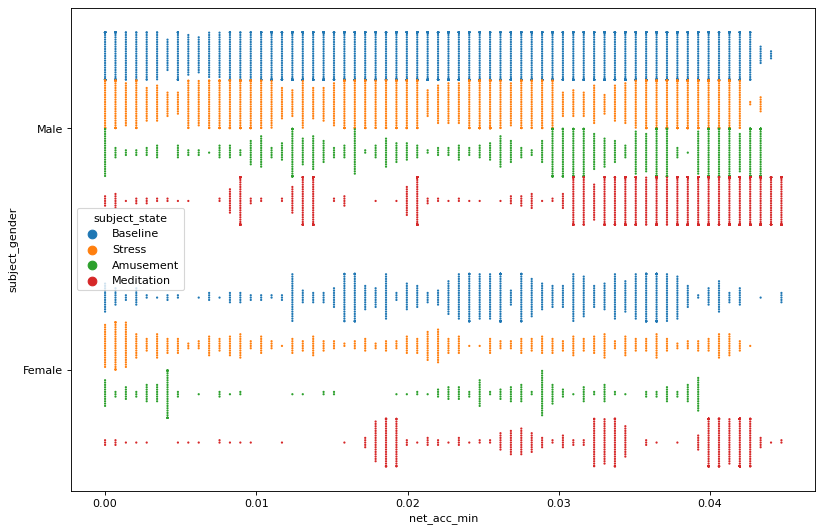 Male
subject_gender
Female
subject_state
Baseline
Stress
Amusement
Meditation
0.00 0.01 0.02 0.03 0.04
net_acc_min